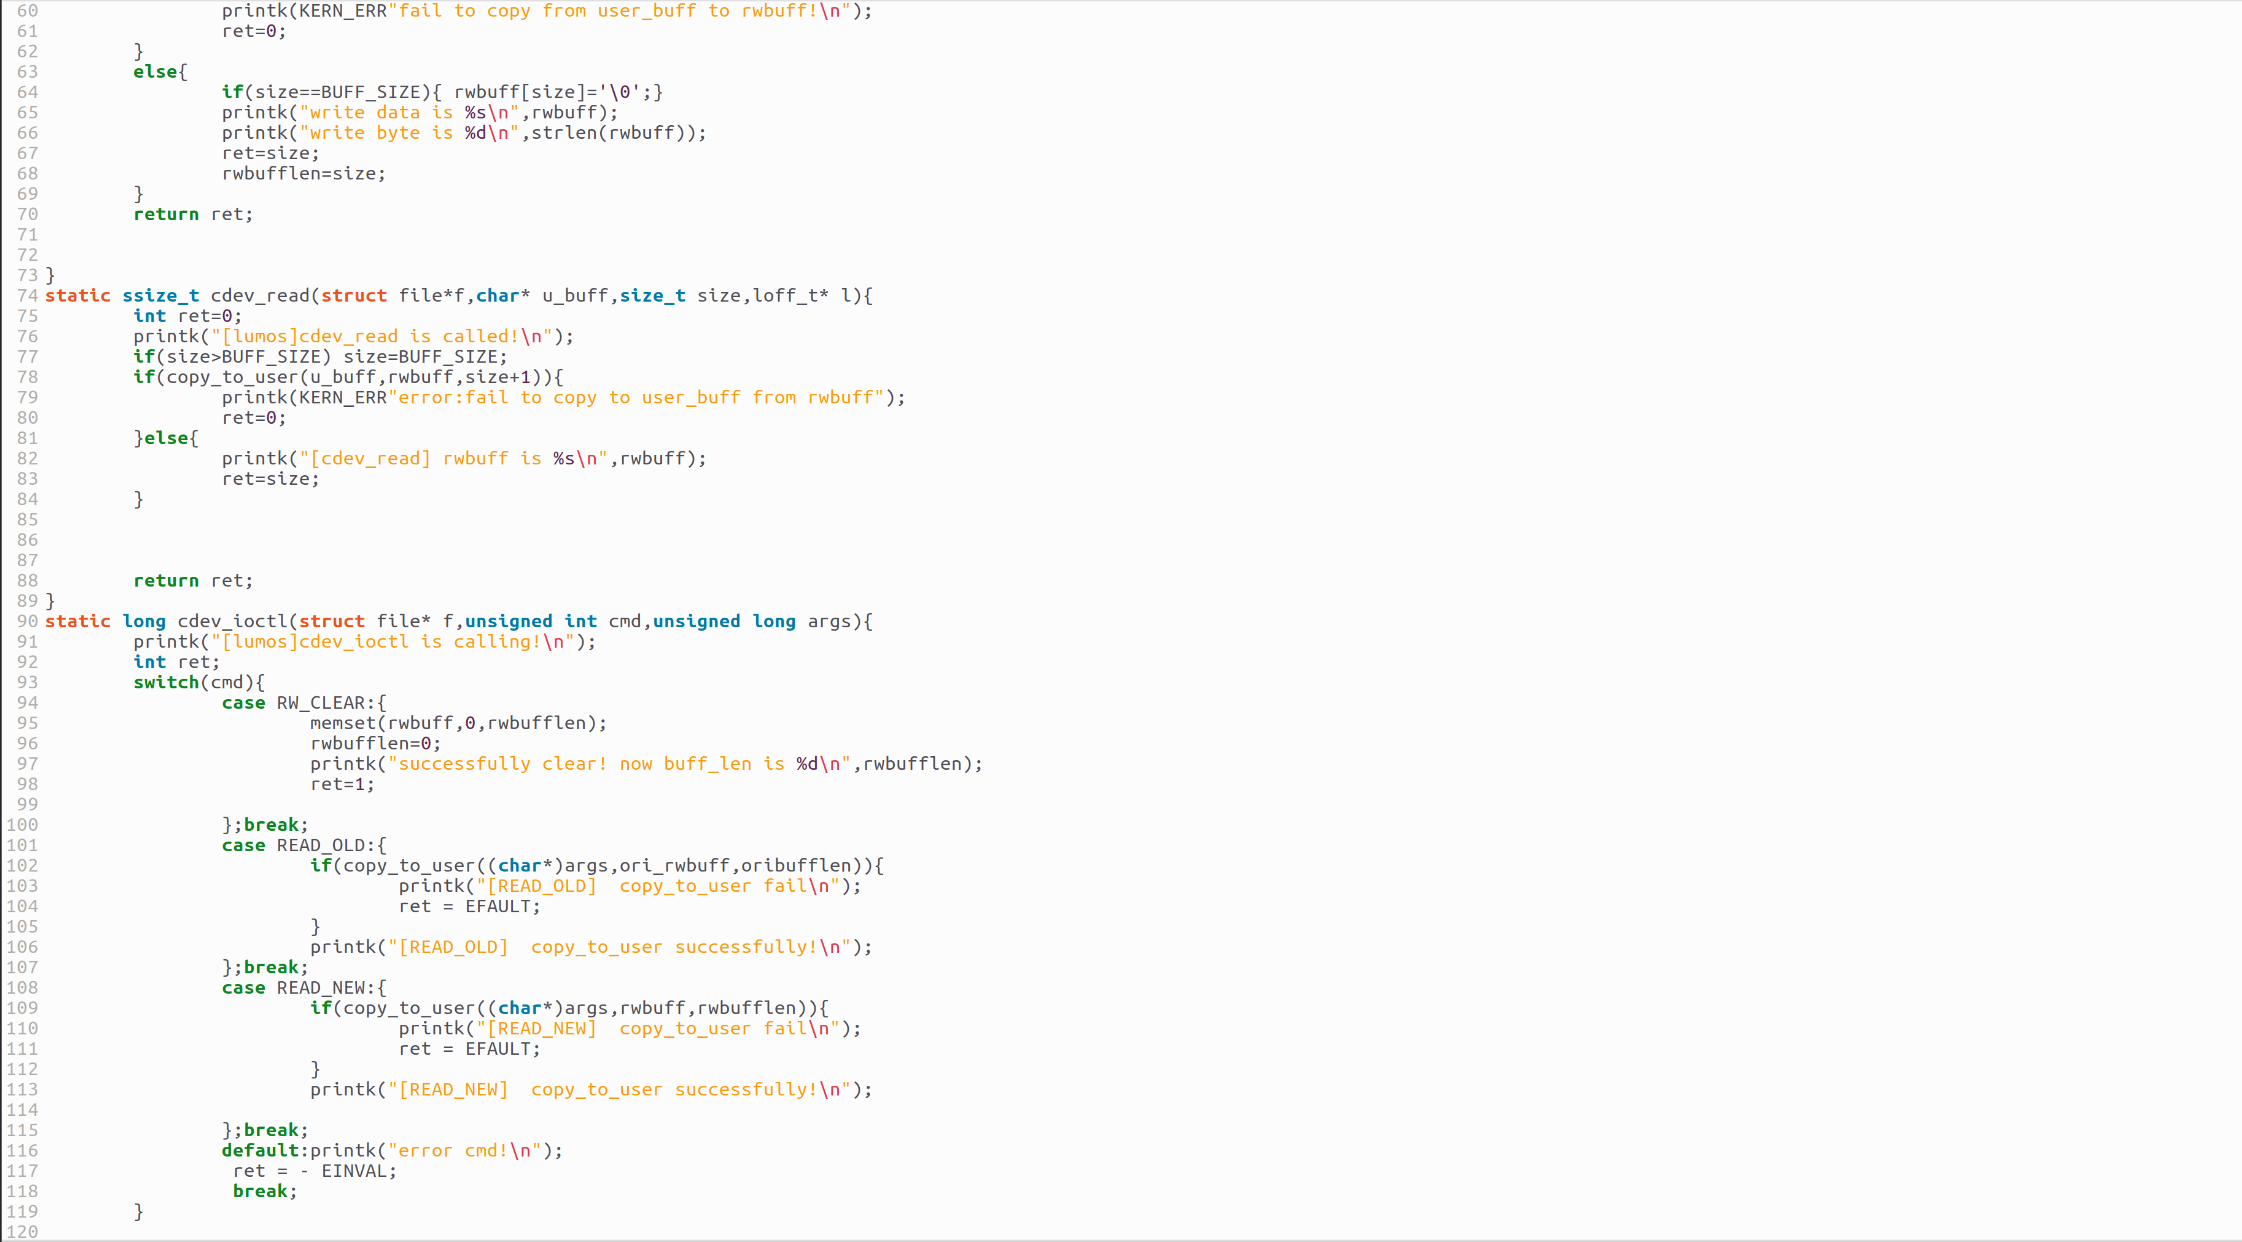 60                 printk(KERN_ERR"fail to copy from user_buff to rwbuff!\n");
61                 ret=0;
62         }
63         else{
64                 if(size==BUFF_SIZE){ rwbuff[size]='\0';}
65                 printk("write data is %s\n",rwbuff);
66                 printk("write byte is %d\n",strlen(rwbuff));
67                 ret=size;
68                 rwbufflen=size;
69         }
70         return ret;
71
72
73 }
74 static ssize_t cdev_read(struct file*f,char* u_buff,size_t size,loff_t* l){
75         int ret=0;
76         printk("[lumos]cdev_read is called!\n");
77         if(size>BUFF_SIZE) size=BUFF_SIZE;
78         if(copy_to_user(u_buff,rwbuff,size+1)){
79                 printk(KERN_ERR"error:fail to copy to user_buff from rwbuff");
80                 ret=0;
81         }else{
82                 printk("[cdev_read] rwbuff is %s\n",rwbuff);
83                 ret=size;
84         }
85
86
87
88         return ret;
89 }
90 static long cdev_ioctl(struct file* f,unsigned int cmd,unsigned long args){
91         printk("[lumos]cdev_ioctl is calling!\n");
92         int ret;
93         switch(cmd){
94                 case RW_CLEAR:{
95                         memset(rwbuff,0,rwbufflen);
96                         rwbufflen=0;
97                         printk("successfully clear! now buff_len is %d\n",rwbufflen);
98                         ret=1;
99
100                 };break;
101                 case READ_OLD:{
102                         if(copy_to_user((char*)args,ori_rwbuff,oribufflen)){
103                                 printk("[READ_OLD]  copy_to_user fail\n");
104                                 ret = EFAULT;
105                         }
106                         printk("[READ_OLD]  copy_to_user successfully!\n");
107                 };break;
108                 case READ_NEW:{
109                         if(copy_to_user((char*)args,rwbuff,rwbufflen)){
110                                 printk("[READ_NEW]  copy_to_user fail\n");
111                                 ret = EFAULT;
112                         }
113                         printk("[READ_NEW]  copy_to_user successfully!\n");
114
115                 };break;
116                 default:printk("error cmd!\n");
117                  ret = - EINVAL;
118                  break;
119         }
120